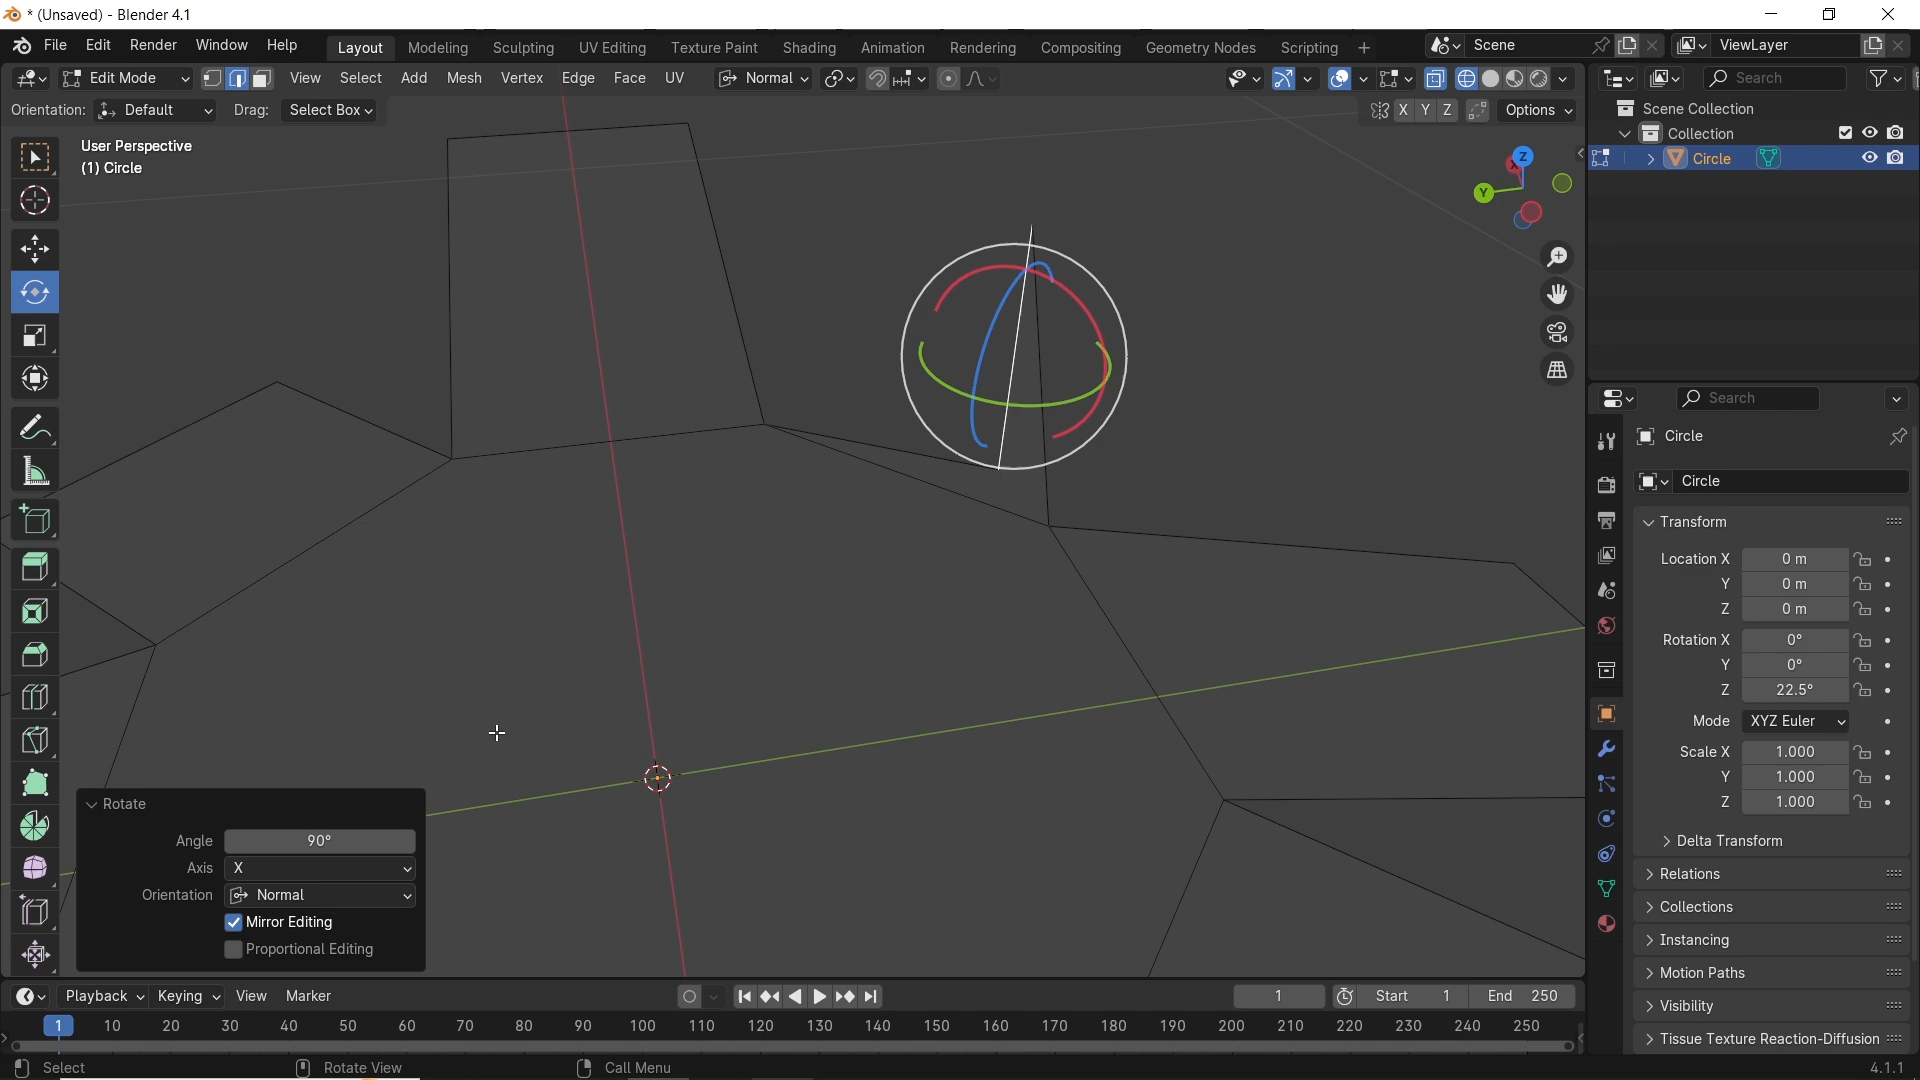 * (Unsaved) - Blender 4.1
File Edit Render Window Help Layout Modeling Sculpting UV Editing Texture Paint Shading Animation Rendering Compositing Geometry Nodes Scripting + Scene ViewLayer
Edit Mode View Select Add Mesh Vertex Edge Face UV Normal Search
Orientation: Default Drag: Select Box X Y Z Options
Scene Collection
Collection
Circle
User Perspective
(1) Circle
Z
X
Y
Search
Circle
Circle
Transform
Location X 0 m
Y 0 m
Z 0 m
Rotation X 0°
Y 0°
Z 22.5°
Mode XYZ Euler
Scale X 1.000
Y 1.000
Z 1.000
Delta Transform
Relations
Collections
Instancing
Motion Paths
Visibility
Tissue Texture Reaction-Diffusion
Rotate
Angle 90°
Axis X
Orientation Normal
Mirror Editing
Proportional Editing
Playback Keying View Marker 1 Start 1 End 250
1 10 20 30 40 50 60 70 80 90 100 110 120 130 140 150 160 170 180 190 200 210 220 230 240 250
Select Rotate View Call Menu 4.1.1